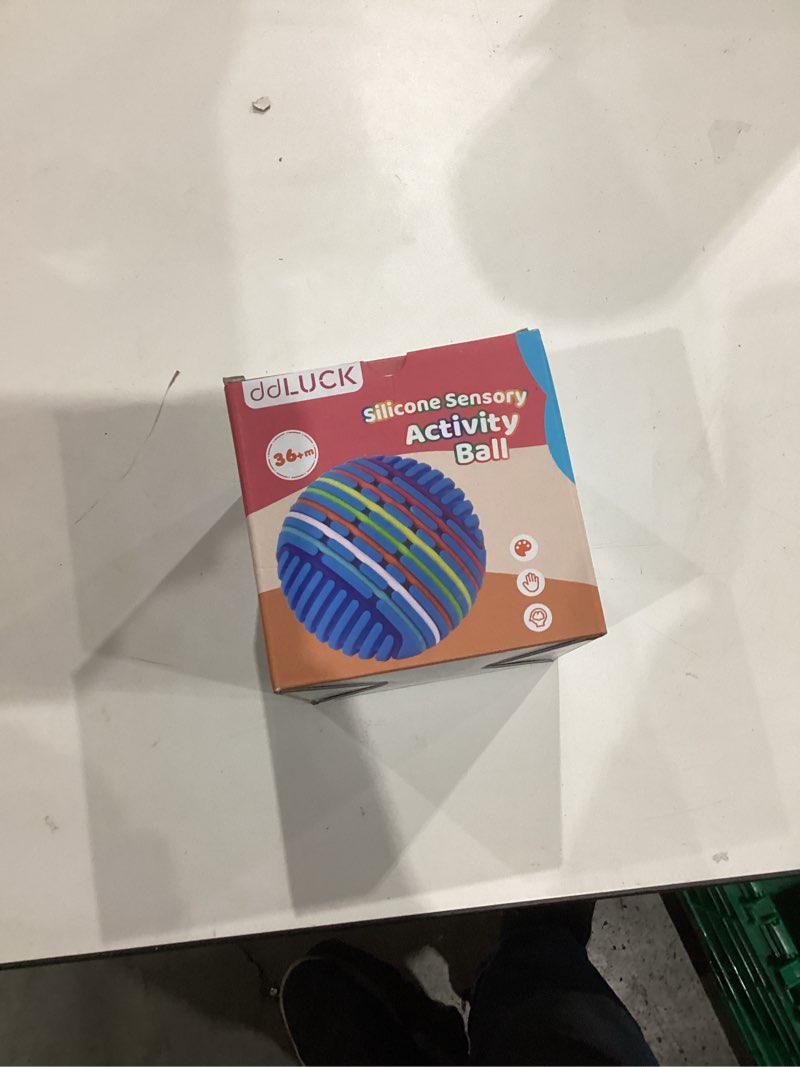 ddLUCK
Silicone Sensory
Activity
Ball
36+m